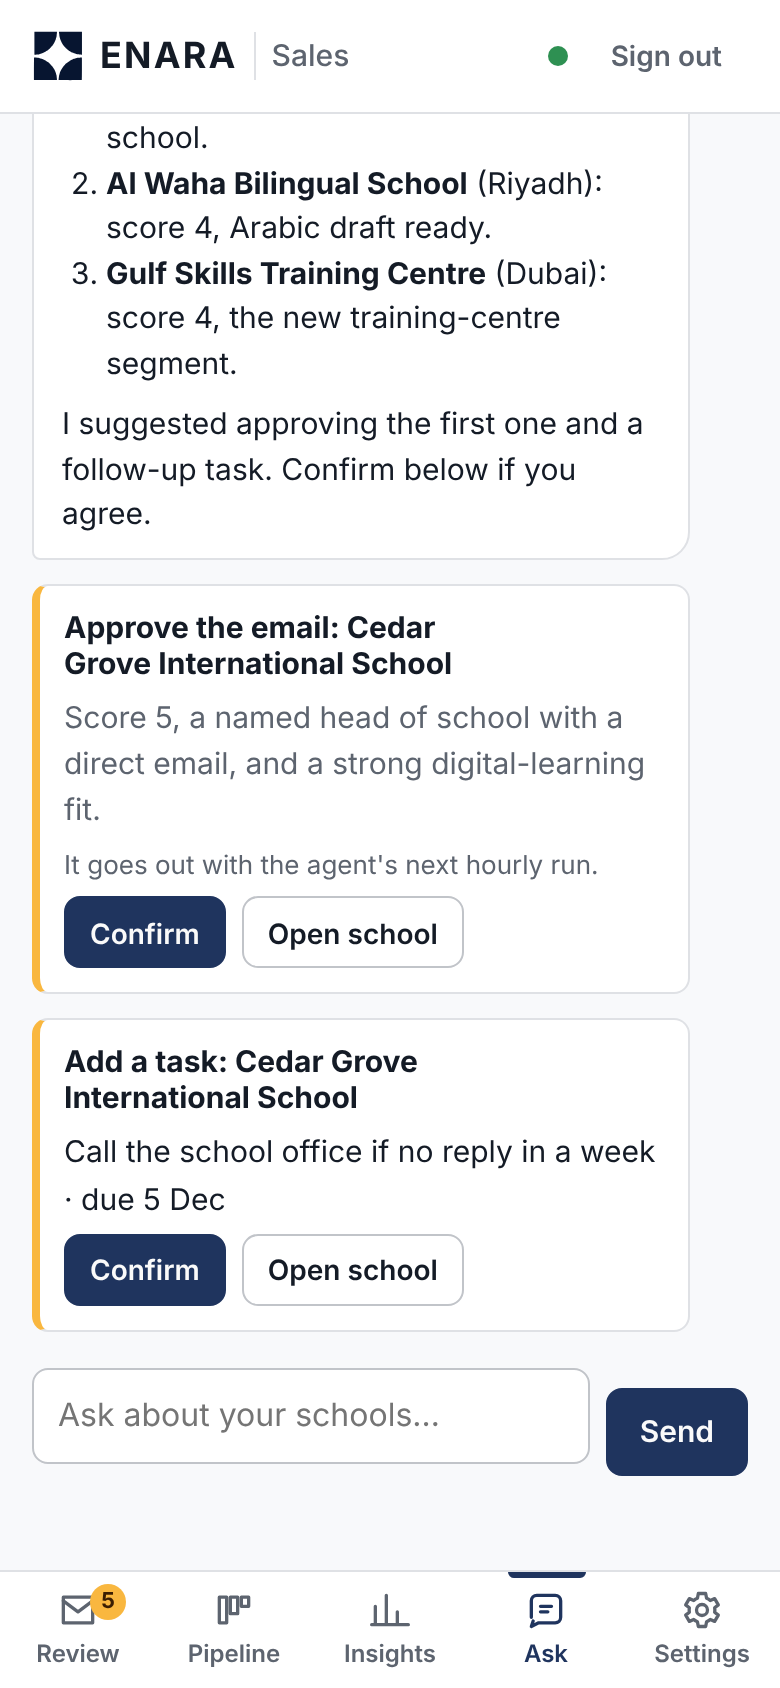 ENARA Sales
Sign out
school.
2. Al Waha Bilingual School (Riyadh):
score 4, Arabic draft ready.
3. Gulf Skills Training Centre (Dubai):
score 4, the new training-centre
segment.
I suggested approving the first one and a
follow-up task. Confirm below if you
agree.
Approve the email: Cedar
Grove International School
Score 5, a named head of school with a
direct email, and a strong digital-learning
fit.
It goes out with the agent's next hourly run.
Confirm
Open school
Add a task: Cedar Grove
International School
Call the school office if no reply in a week
· due 5 Dec
Confirm
Open school
Ask about your schools...
Send
5
Review
Pipeline
Insights
Ask
Settings